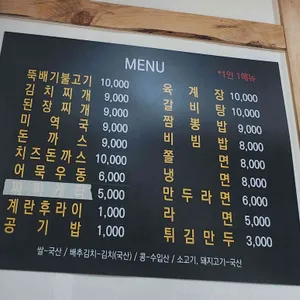 MENU
*1인 1메뉴
뚝배기불고기 10,000
김치찌개 9,000
된장찌개 9,000
미역국 9,000
돈까스 9,000
치즈돈까스 10,000
어묵우동 6,000
5,000
계란후라이 1,000
공기밥 1,000
육계장 10,000
갈비탕 10,000
짬뽕밥 9,000
비빔밥 8,000
쫄면 8,000
냉면 8,000
만두라면 6,000
라면 5,000
튀김만두 3,000
쌀-국산 / 배추김치-김치(국산) / 콩-수입산 / 소고기, 돼지고기-국산